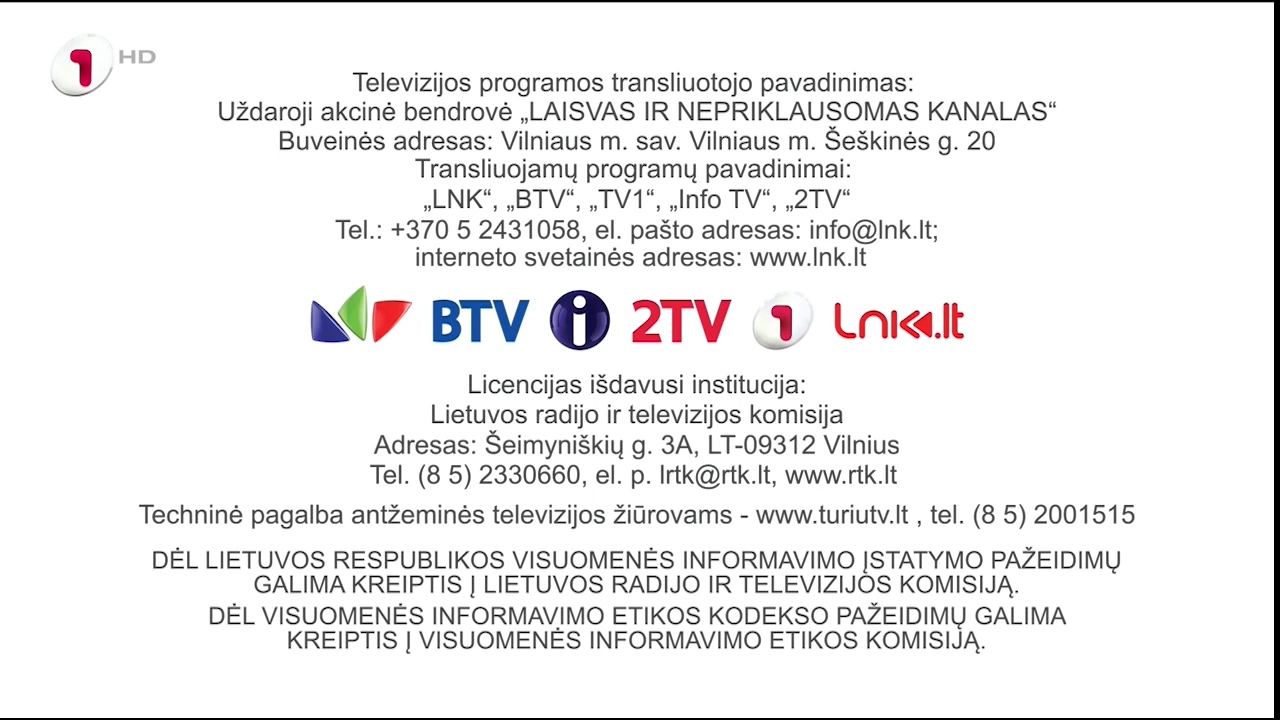 1 HD
Televizijos programos transliuotojo pavadinimas:
Uždaroji akcinė bendrovė „LAISVAS IR NEPRIKLAUSOMAS KANALAS“
Buveinės adresas: Vilniaus m. sav. Vilniaus m. Šeškinės g. 20
Transliuojamų programų pavadinimai:
„LNK“, „BTV“, „TV1“, „Info TV“, „2TV“
Tel.: +370 5 2431058, el. pašto adresas: info@lnk.lt;
interneto svetainės adresas: www.lnk.lt
BTV i 2TV 1 Lnk.lt
Licencijas išdavusi institucija:
Lietuvos radijo ir televizijos komisija
Adresas: Šeimyniškių g. 3A, LT-09312 Vilnius
Tel. (8 5) 2330660, el. p. lrtk@rtk.lt, www.rtk.lt
Techninė pagalba antžeminės televizijos žiūrovams - www.turiutv.lt , tel. (8 5) 2001515
DĖL LIETUVOS RESPUBLIKOS VISUOMENĖS INFORMAVIMO ĮSTATYMO PAŽEIDIMŲ
GALIMA KREIPTIS Į LIETUVOS RADIJO IR TELEVIZIJOS KOMISIJĄ.
DĖL VISUOMENĖS INFORMAVIMO ETIKOS KODEKSO PAŽEIDIMŲ GALIMA
KREIPTIS Į VISUOMENĖS INFORMAVIMO ETIKOS KOMISIJĄ.